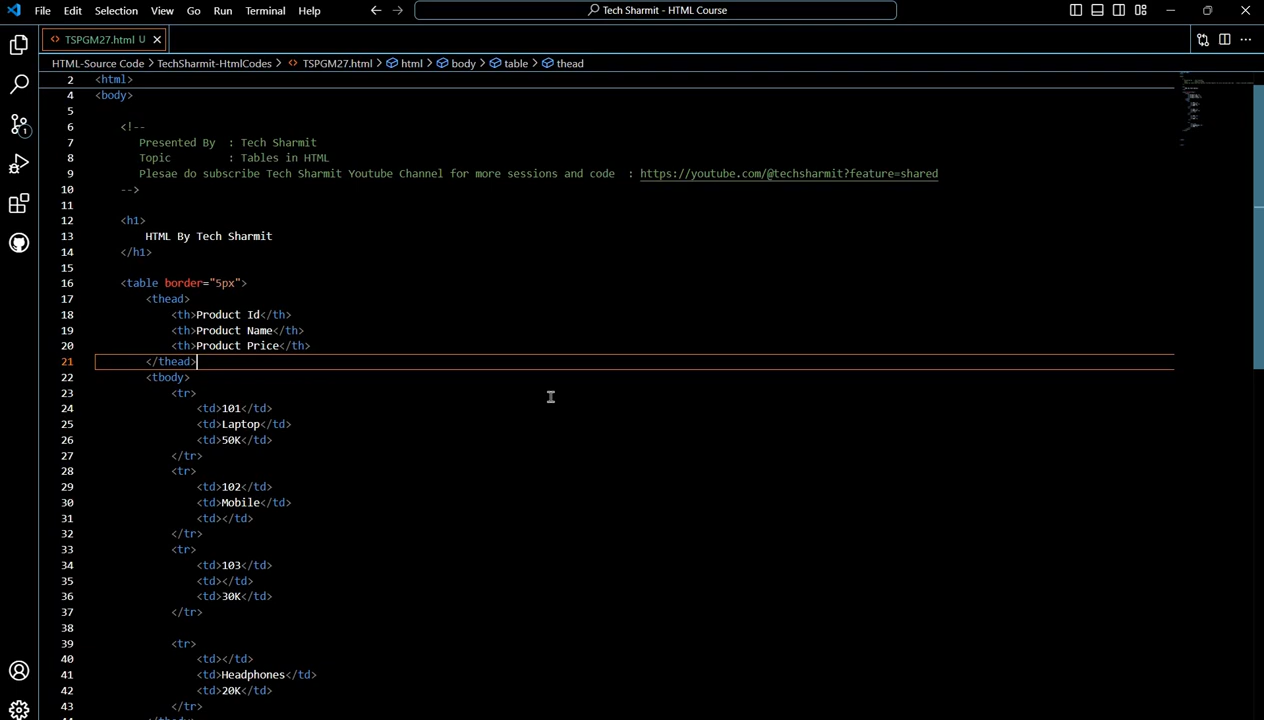 File Edit Selection View Go Run Terminal Help
Tech Sharmit - HTML Course
TSPGM27.html U
HTML-Source Code > TechSharmit-HtmlCodes > TSPGM27.html > html > body > table > thead
2 <html>
4 <body>
5
6 <!--
7 Presented By : Tech Sharmit
8 Topic : Tables in HTML
9 Plesae do subscribe Tech Sharmit Youtube Channel for more sessions and code : https://youtube.com/@techsharmit?feature=shared
10 -->
11
12 <h1>
13 HTML By Tech Sharmit
14 </h1>
15
16 <table border="5px">
17 <thead>
18 <th>Product Id</th>
19 <th>Product Name</th>
20 <th>Product Price</th>
21 </thead>
22 <tbody>
23 <tr>
24 <td>101</td>
25 <td>Laptop</td>
26 <td>50K</td>
27 </tr>
28 <tr>
29 <td>102</td>
30 <td>Mobile</td>
31 <td></td>
32 </tr>
33 <tr>
34 <td>103</td>
35 <td></td>
36 <td>30K</td>
37 </tr>
38
39 <tr>
40 <td></td>
41 <td>Headphones</td>
42 <td>20K</td>
43 </tr>